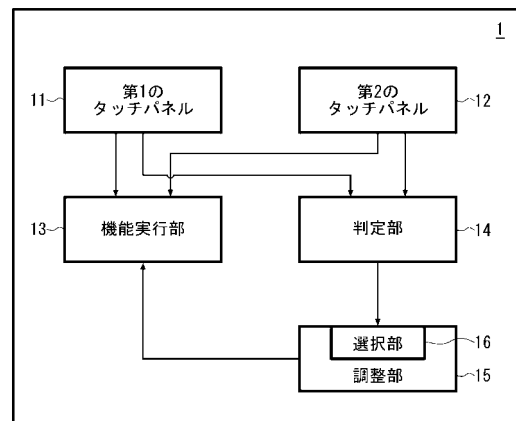 1
第1の
タッチパネル
11
第2の
タッチパネル
12
機能実行部
13
判定部
14
選択部
16
調整部
15